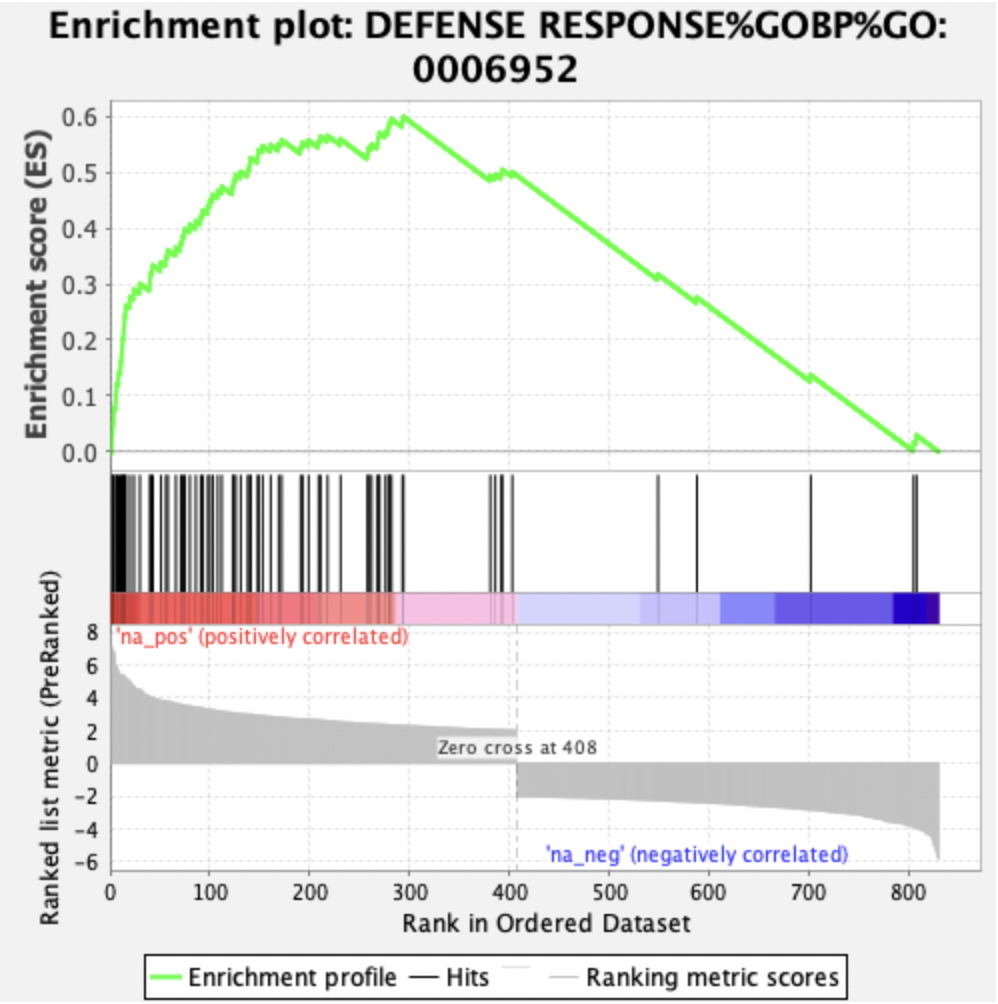 Enrichment plot: DEFENSE RESPONSE%GOBP%GO:
0006952
Enrichment score (ES)
0.6
0.5
0.4
0.3
0.2
0.1
0.0
'na_pos' (positively correlated)
Ranked list metric (PreRanked)
8
6
4
2
0
-2
-4
-6
Zero cross at 408
'na_neg' (negatively correlated)
0 100 200 300 400 500 600 700 800
Rank in Ordered Dataset
Enrichment profile Hits Ranking metric scores